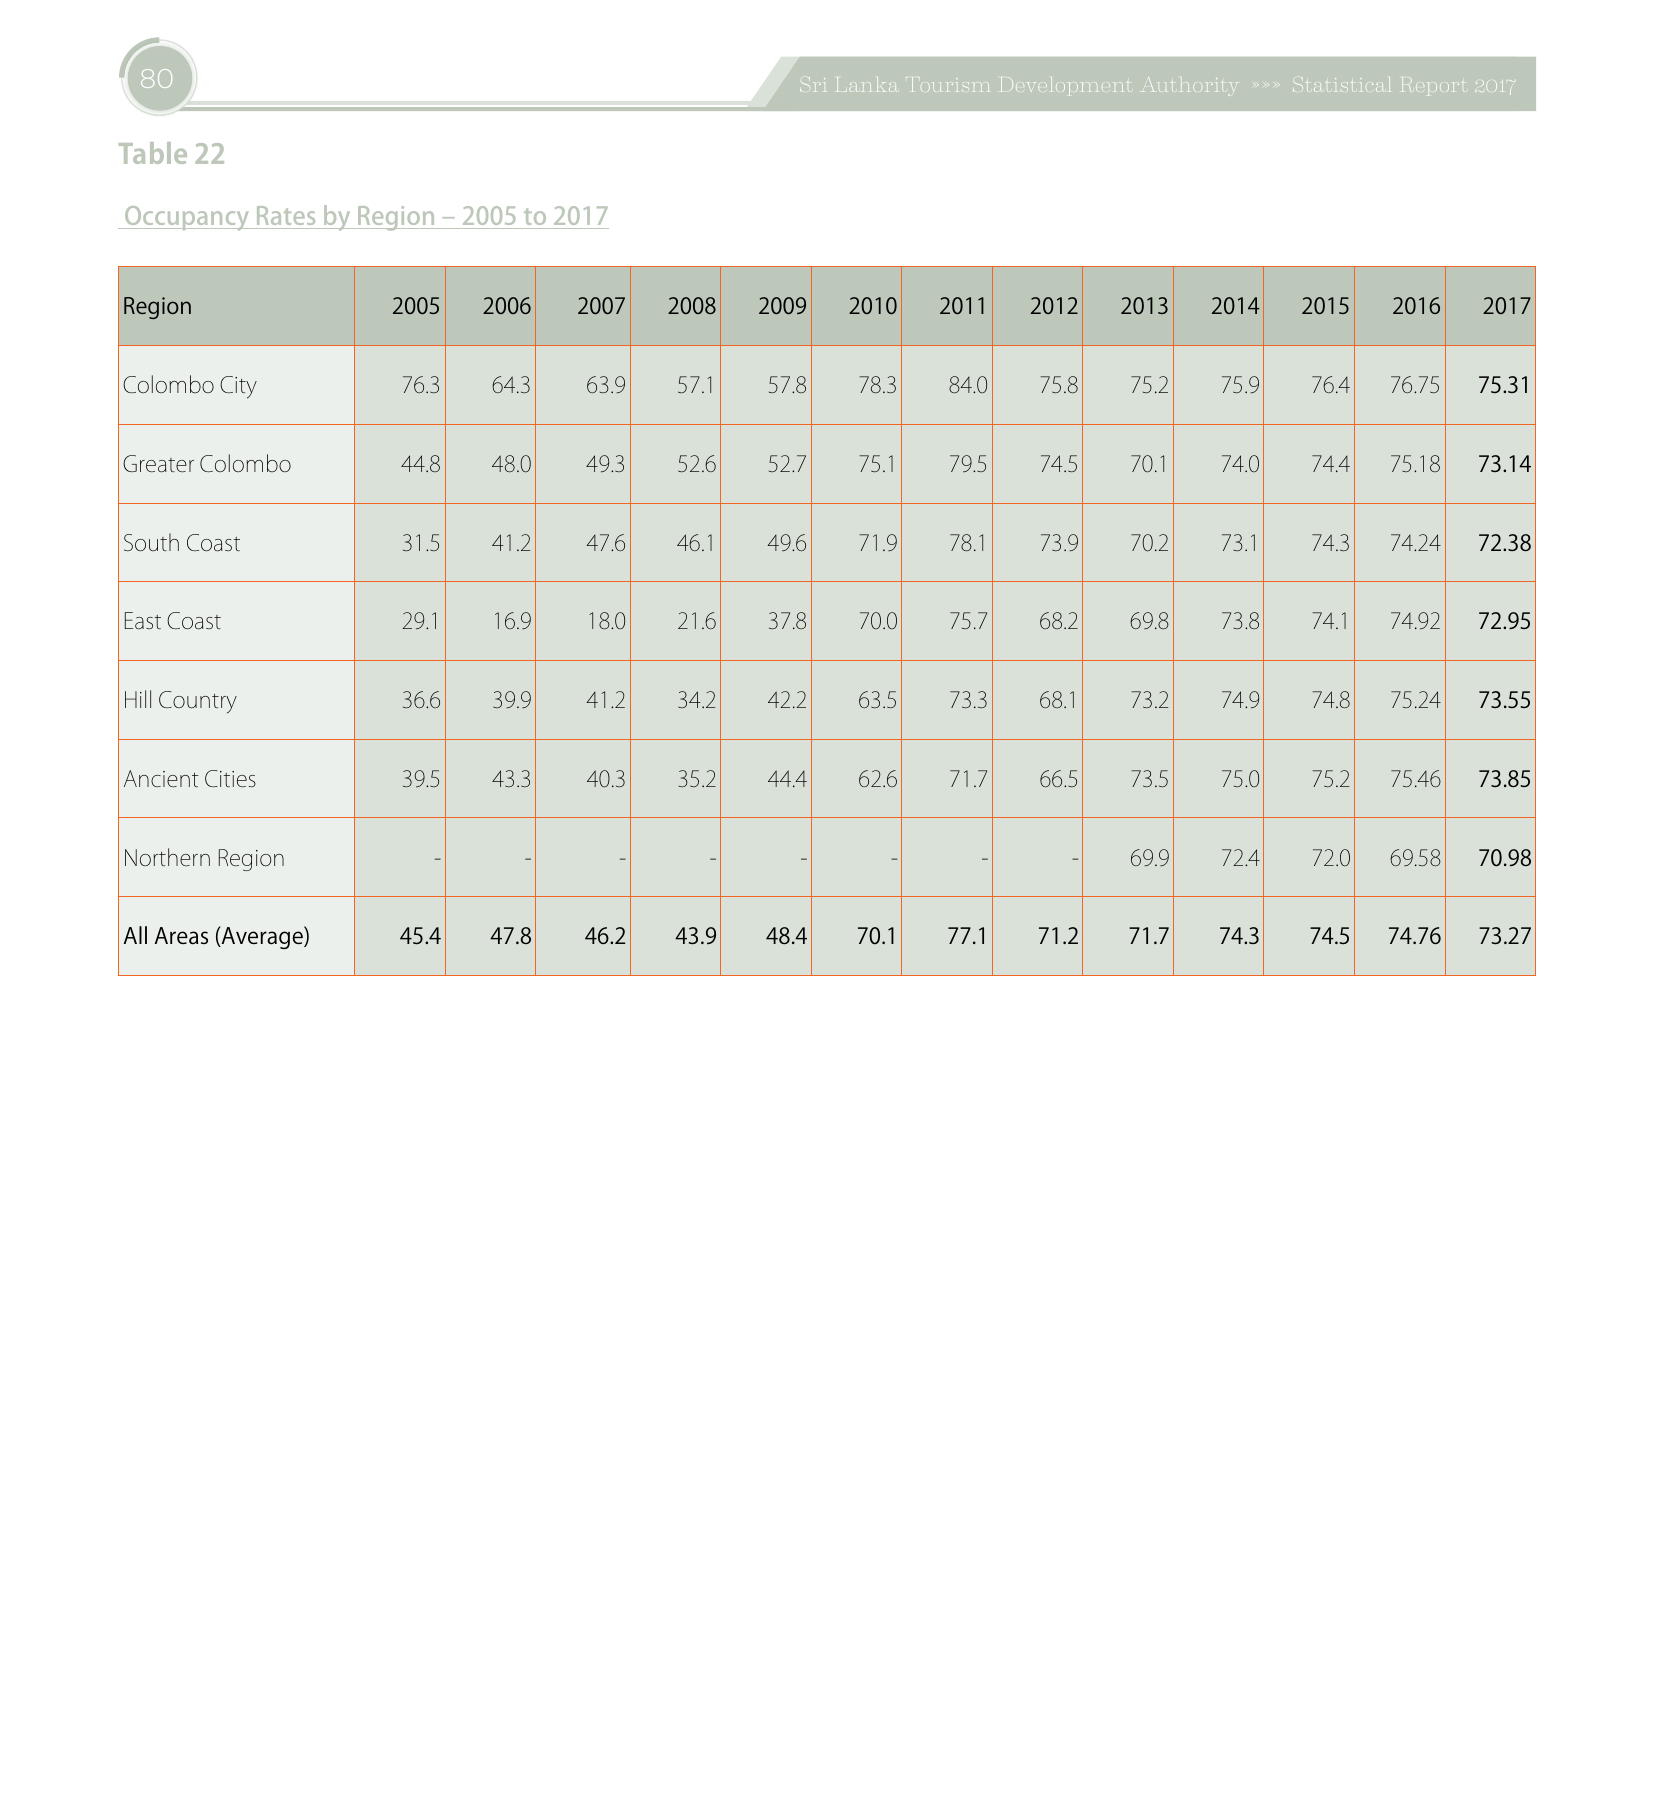 80
Sri Lanka Tourism Development Authority »»» Statistical Report 2017
Table 22
Occupancy Rates by Region – 2005 to 2017
Region 2005 2006 2007 2008 2009 2010 2011 2012 2013 2014 2015 2016 2017
Colombo City 76.3 64.3 63.9 57.1 57.8 78.3 84.0 75.8 75.2 75.9 76.4 76.75 75.31
Greater Colombo 44.8 48.0 49.3 52.6 52.7 75.1 79.5 74.5 70.1 74.0 74.4 75.18 73.14
South Coast 31.5 41.2 47.6 46.1 49.6 71.9 78.1 73.9 70.2 73.1 74.3 74.24 72.38
East Coast 29.1 16.9 18.0 21.6 37.8 70.0 75.7 68.2 69.8 73.8 74.1 74.92 72.95
Hill Country 36.6 39.9 41.2 34.2 42.2 63.5 73.3 68.1 73.2 74.9 74.8 75.24 73.55
Ancient Cities 39.5 43.3 40.3 35.2 44.4 62.6 71.7 66.5 73.5 75.0 75.2 75.46 73.85
Northern Region - - - - - - - - 69.9 72.4 72.0 69.58 70.98
All Areas (Average) 45.4 47.8 46.2 43.9 48.4 70.1 77.1 71.2 71.7 74.3 74.5 74.76 73.27